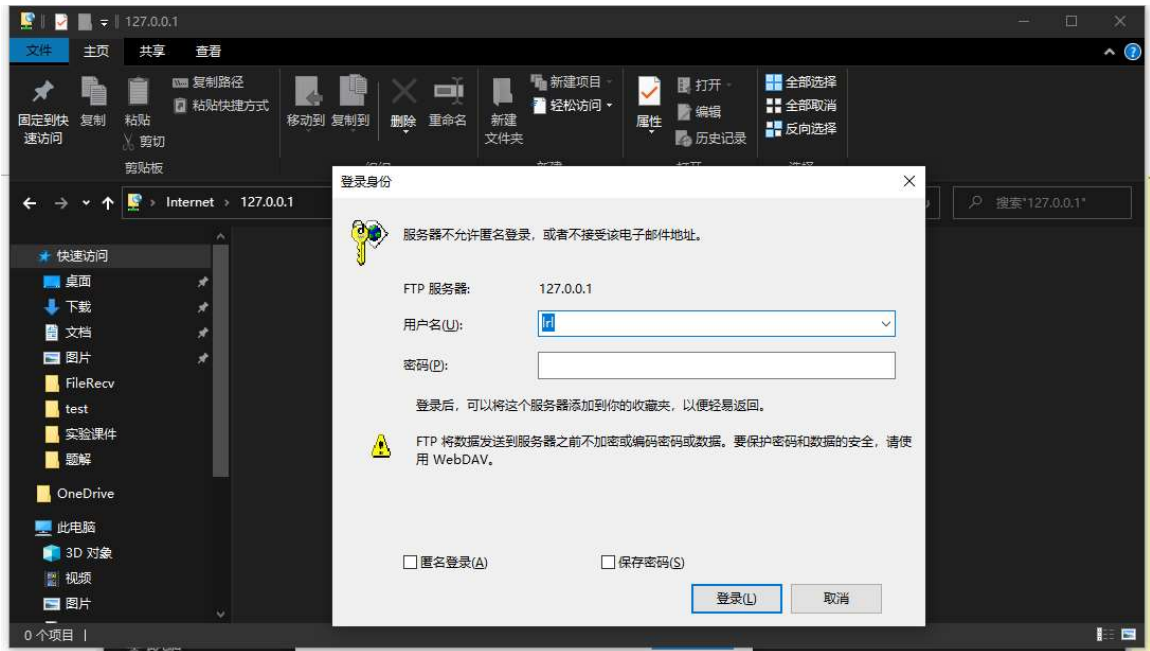 127.0.0.1
文件 主页 共享 查看
固定到快速访问
复制
粘贴
复制路径
粘贴快捷方式
剪切
剪贴板
移动到 复制到
删除 重命名
新建
文件夹
新建项目
轻松访问
属性
打开
编辑
历史记录
全部选择
全部取消
反向选择
Internet > 127.0.0.1
搜索"127.0.0.1"
快速访问
桌面
下载
文档
图片
FileRecv
test
实验课件
题解
OneDrive
此电脑
3D 对象
视频
图片
0 个项目
登录身份
服务器不允许匿名登录，或者不接受该电子邮件地址。
FTP 服务器: 127.0.0.1
用户名(U): lrl
密码(P):
登录后，可以将这个服务器添加到你的收藏夹，以便轻易返回。
FTP 将数据发送到服务器之前不加密或编码密码或数据。要保护密码和数据的安全，请使
用 WebDAV。
匿名登录(A) 保存密码(S)
登录(L) 取消